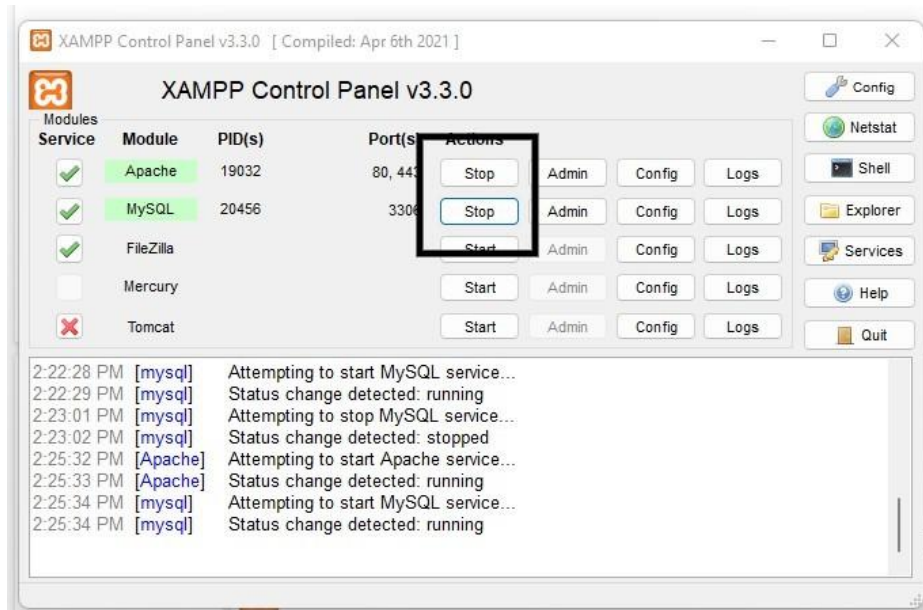 XAMPP Control Panel v3.3.0 [ Compiled: Apr 6th 2021 ]
XAMPP Control Panel v3.3.0
Config
Modules
Service Module PID(s) Port(s Actions
Netstat
Apache 19032 80, 443 Stop Admin Config Logs
Shell
MySQL 20456 3306 Stop Admin Config Logs
Explorer
FileZilla Start Admin Config Logs
Services
Mercury Start Admin Config Logs
Help
Tomcat Start Admin Config Logs
Quit
2:22:28 PM [mysql] Attempting to start MySQL service...
2:22:29 PM [mysql] Status change detected: running
2:23:01 PM [mysql] Attempting to stop MySQL service...
2:23:02 PM [mysql] Status change detected: stopped
2:25:32 PM [Apache] Attempting to start Apache service...
2:25:33 PM [Apache] Status change detected: running
2:25:34 PM [mysql] Attempting to start MySQL service...
2:25:34 PM [mysql] Status change detected: running